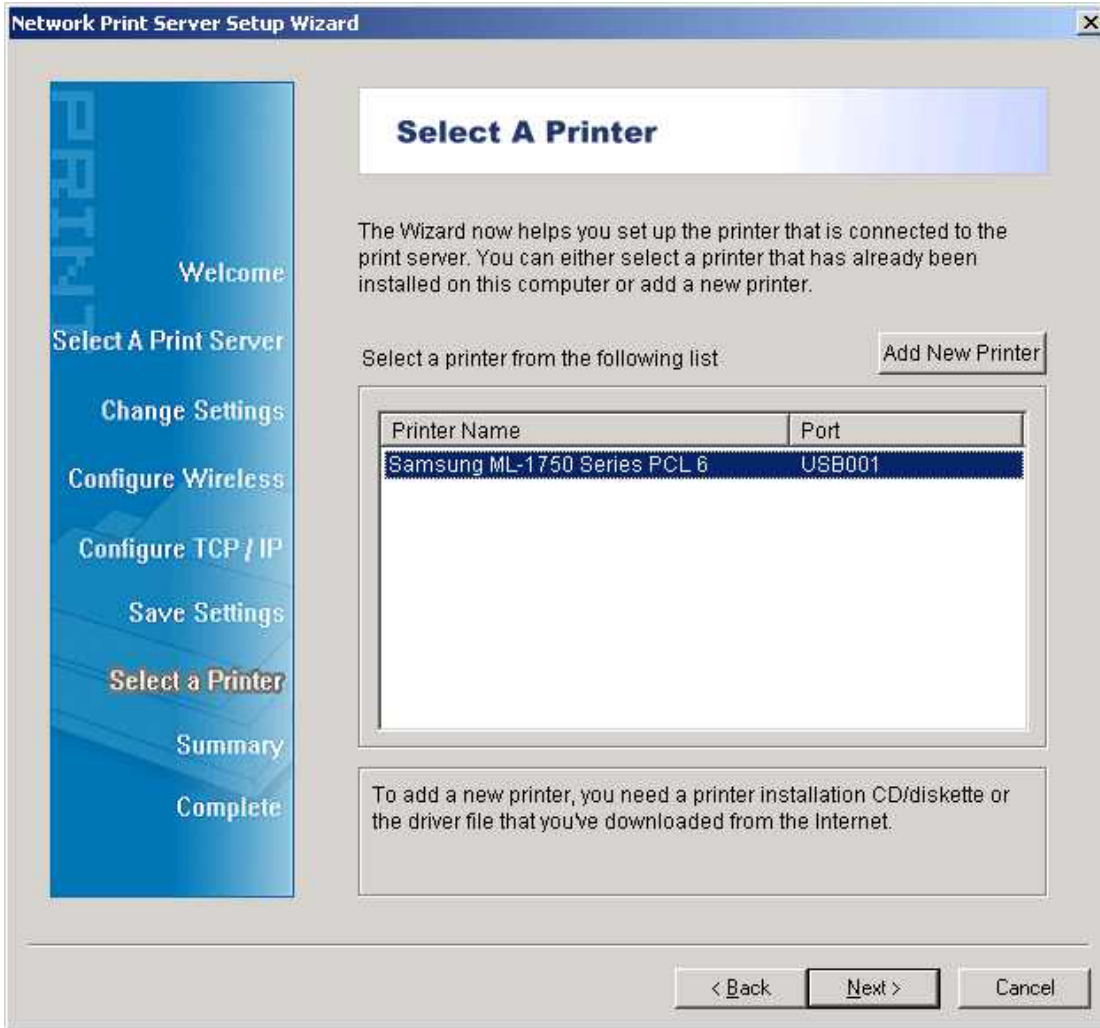 Network Print Server Setup Wizard
PRINT
Welcome
Select A Print Server
Change Settings
Configure Wireless
Configure TCP / IP
Save Settings
Select a Printer
Summary
Complete
Select A Printer
The Wizard now helps you set up the printer that is connected to the
print server. You can either select a printer that has already been
installed on this computer or add a new printer.
Select a printer from the following list
Add New Printer
Printer Name Port
Samsung ML-1750 Series PCL 6 USB001
To add a new printer, you need a printer installation CD/diskette or
the driver file that you've downloaded from the Internet.
< Back Next > Cancel